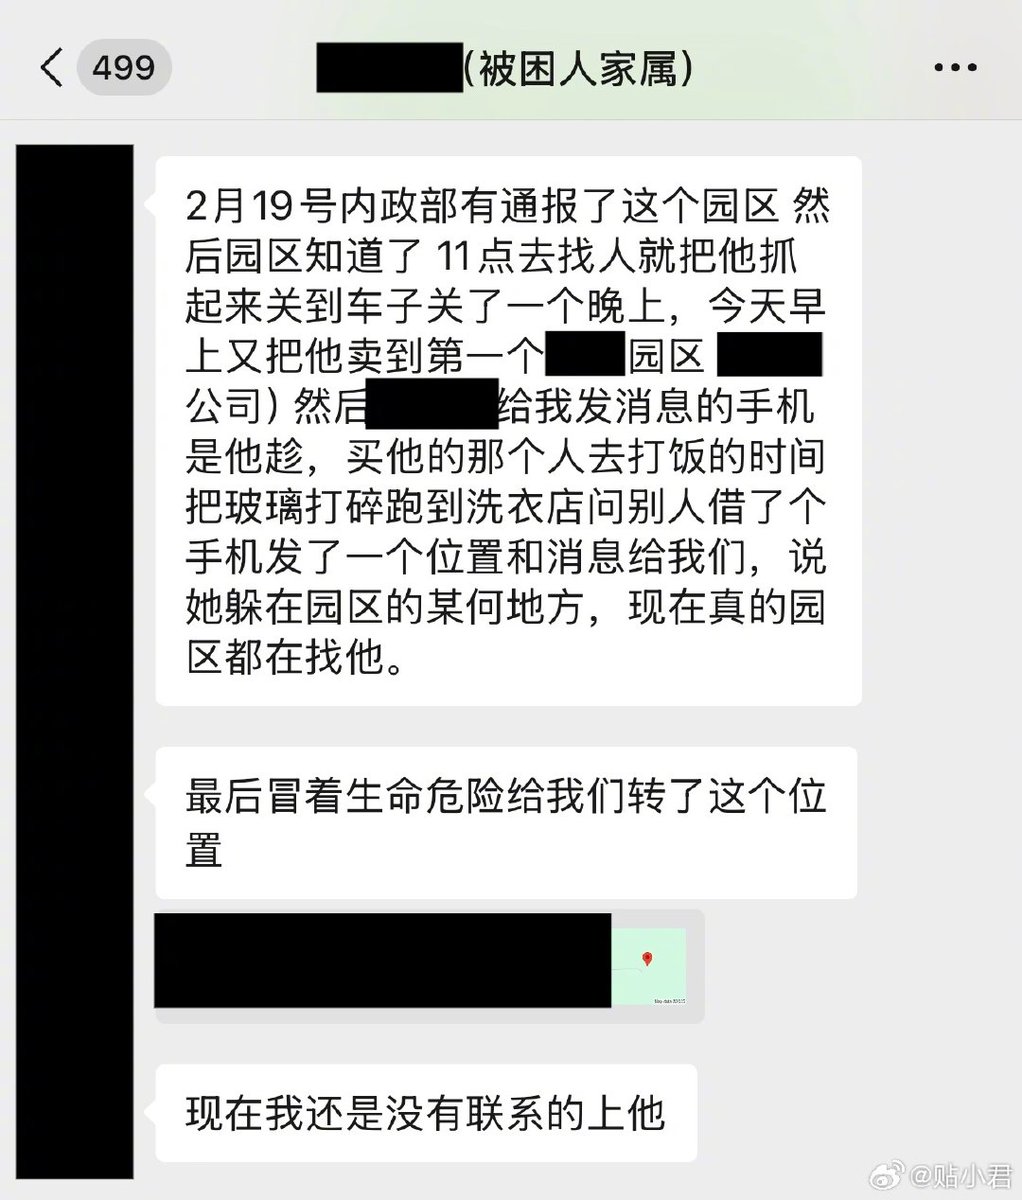 499
(被困人家属)
2月19号内政部有通报了这个园区 然
后园区知道了 11点去找人就把他抓
起来关到车子关了一个晚上，今天早
上又把他卖到第一个 园区
公司) 然后 给我发消息的手机
是他趁，买他的那个人去打饭的时间
把玻璃打碎跑到洗衣店问别人借了个
手机发了一个位置和消息给我们，说
她躲在园区的某何地方，现在真的园
区都在找他。
最后冒着生命危险给我们转了这个位
置
现在我还是没有联系的上他
@贴小君